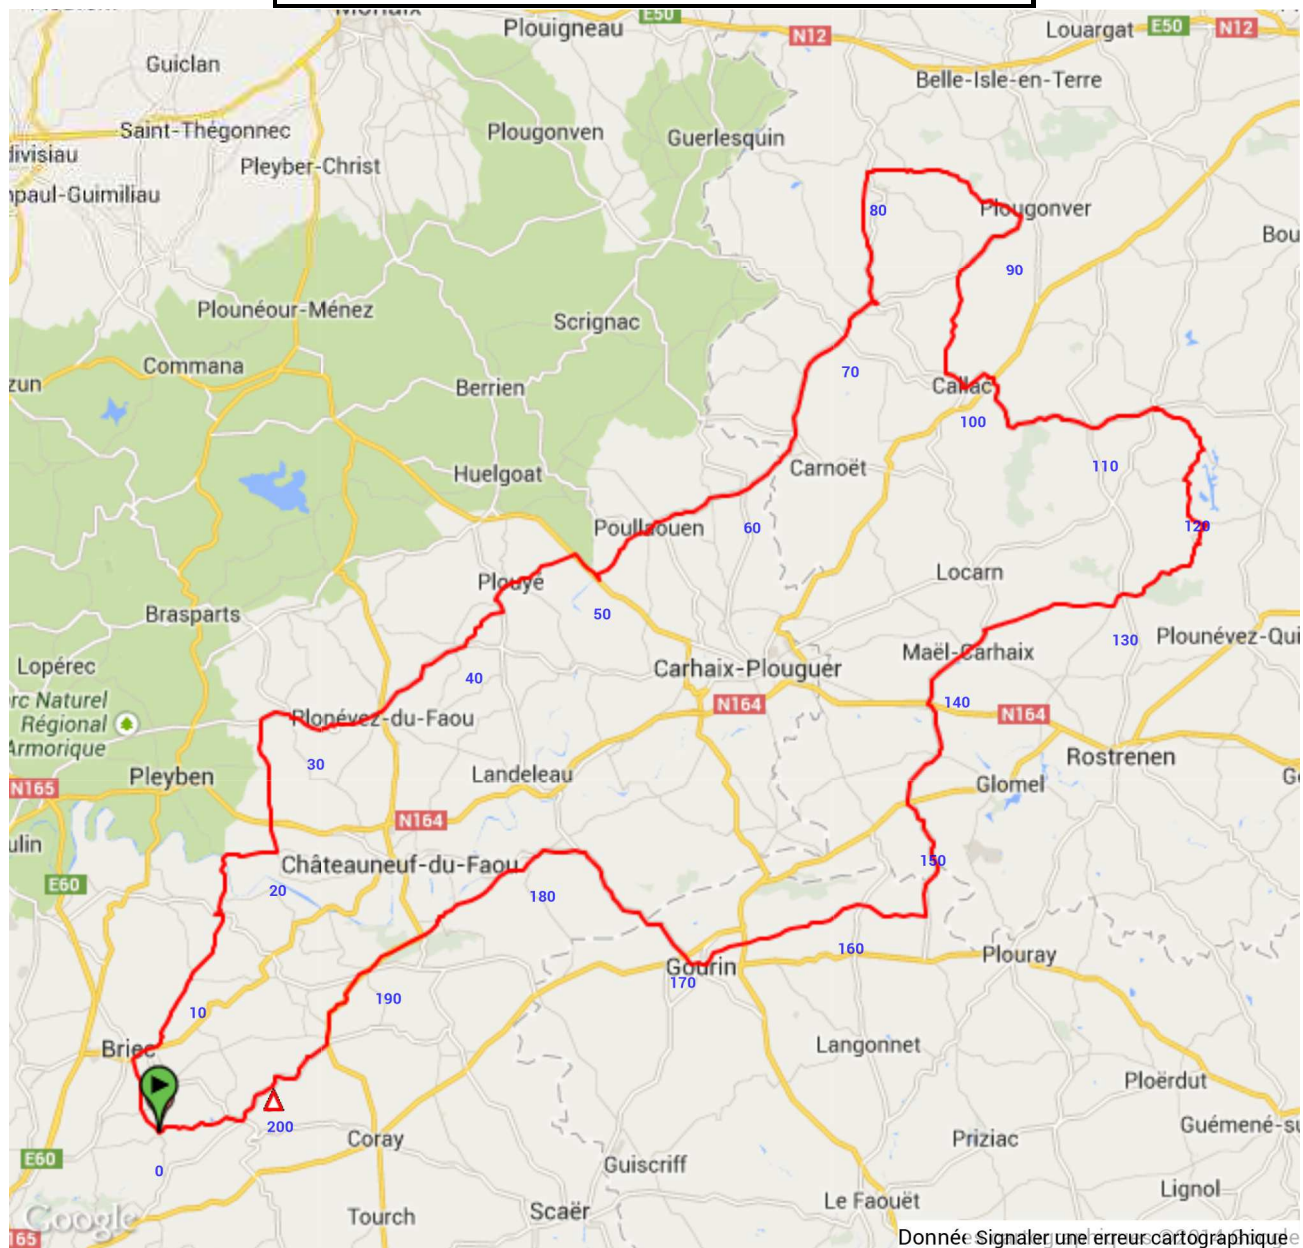 E50
Plouigneau
N12
Louargat
E50
N12
Guiclan
Belle-Isle-en-Terre
Saint-Thégonnec
Plougonven
Guerlesquin
Pleyber-Christ
Plougonver
80
90
Plounéour-Ménez
Scrignac
Commana
Berrien
70
Callac
100
Huelgoat
Carnoët
110
Poullaouen
60
120
Plouyé
Locarn
Brasparts
50
130
Lopérec
Carhaix-Plouguer
Maël-Carhaix
40
Régional
N164
140
N164
Plonévez-du-Faou
30
Rostrenen
Pleyben
Landeleau
Glomel
N165
N164
Châteauneuf-du-Faou
150
E60
20
180
160
Plouray
Gourin
170
190
10
Briec
Langonnet
Ploërdut
200
Coray
Priziac
E60
0
Guiscriff
Lignol
Le Faouët
Scaër
Tourch
Google
Signaler une erreur cartographique